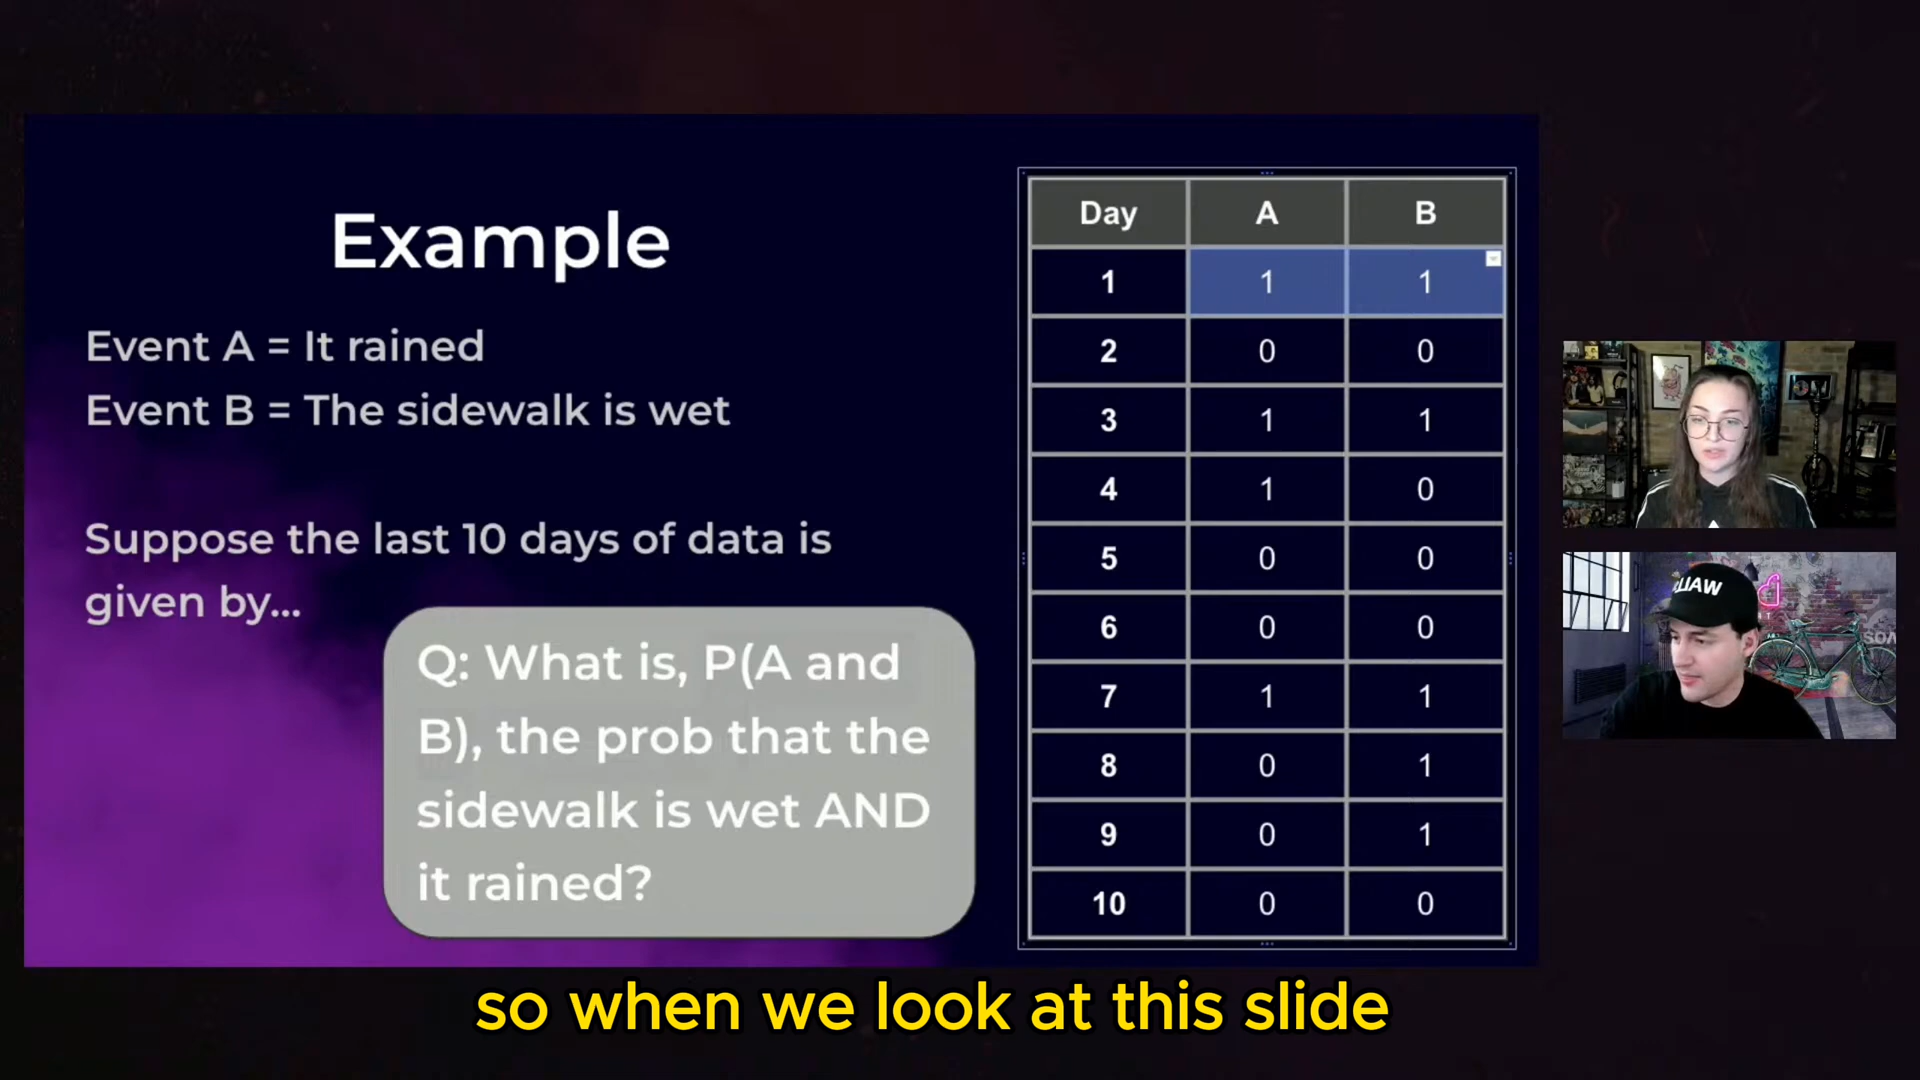 Example
Event A = It rained
Event B = The sidewalk is wet
Suppose the last 10 days of data is
given by...
Q: What is, P(A and
B), the prob that the
sidewalk is wet AND
it rained?
Day A B
1 1 1
2 0 0
3 1 1
4 1 0
5 0 0
6 0 0
7 1 1
8 0 1
9 0 1
10 0 0
so when we look at this slide